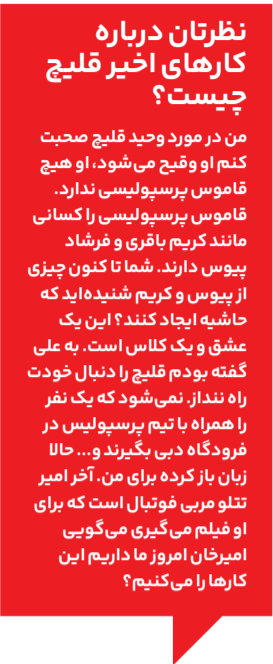 نظرتان درباره
کارهای اخیر قلیچ
چیست؟
من در مورد وحید قلیچ صحبت
کنم او وقیح می‌شود، او هیچ
قاموس پرسپولیسی ندارد.
قاموس پرسپولیسی را کسانی
مانند کریم باقری و فرشاد
پیوس دارند. شما تا کنون چیزی
از پیوس و کریم شنیده‌اید که
حاشیه ایجاد کنند؟ این یک
عشق و یک کلاس است. به علی
گفته بودم قلیچ را دنبال خودت
راه ننداز. نمی‌شود که یک نفر
را همراه با تیم پرسپولیس در
فرودگاه دبی بگیرند و... حالا
زبان باز کرده برای من. آخر امیر
تتلو مربی فوتبال است که برای
او فیلم می‌گیری می‌گویی
امیرخان امروز ما داریم این
کارها را می‌کنیم؟